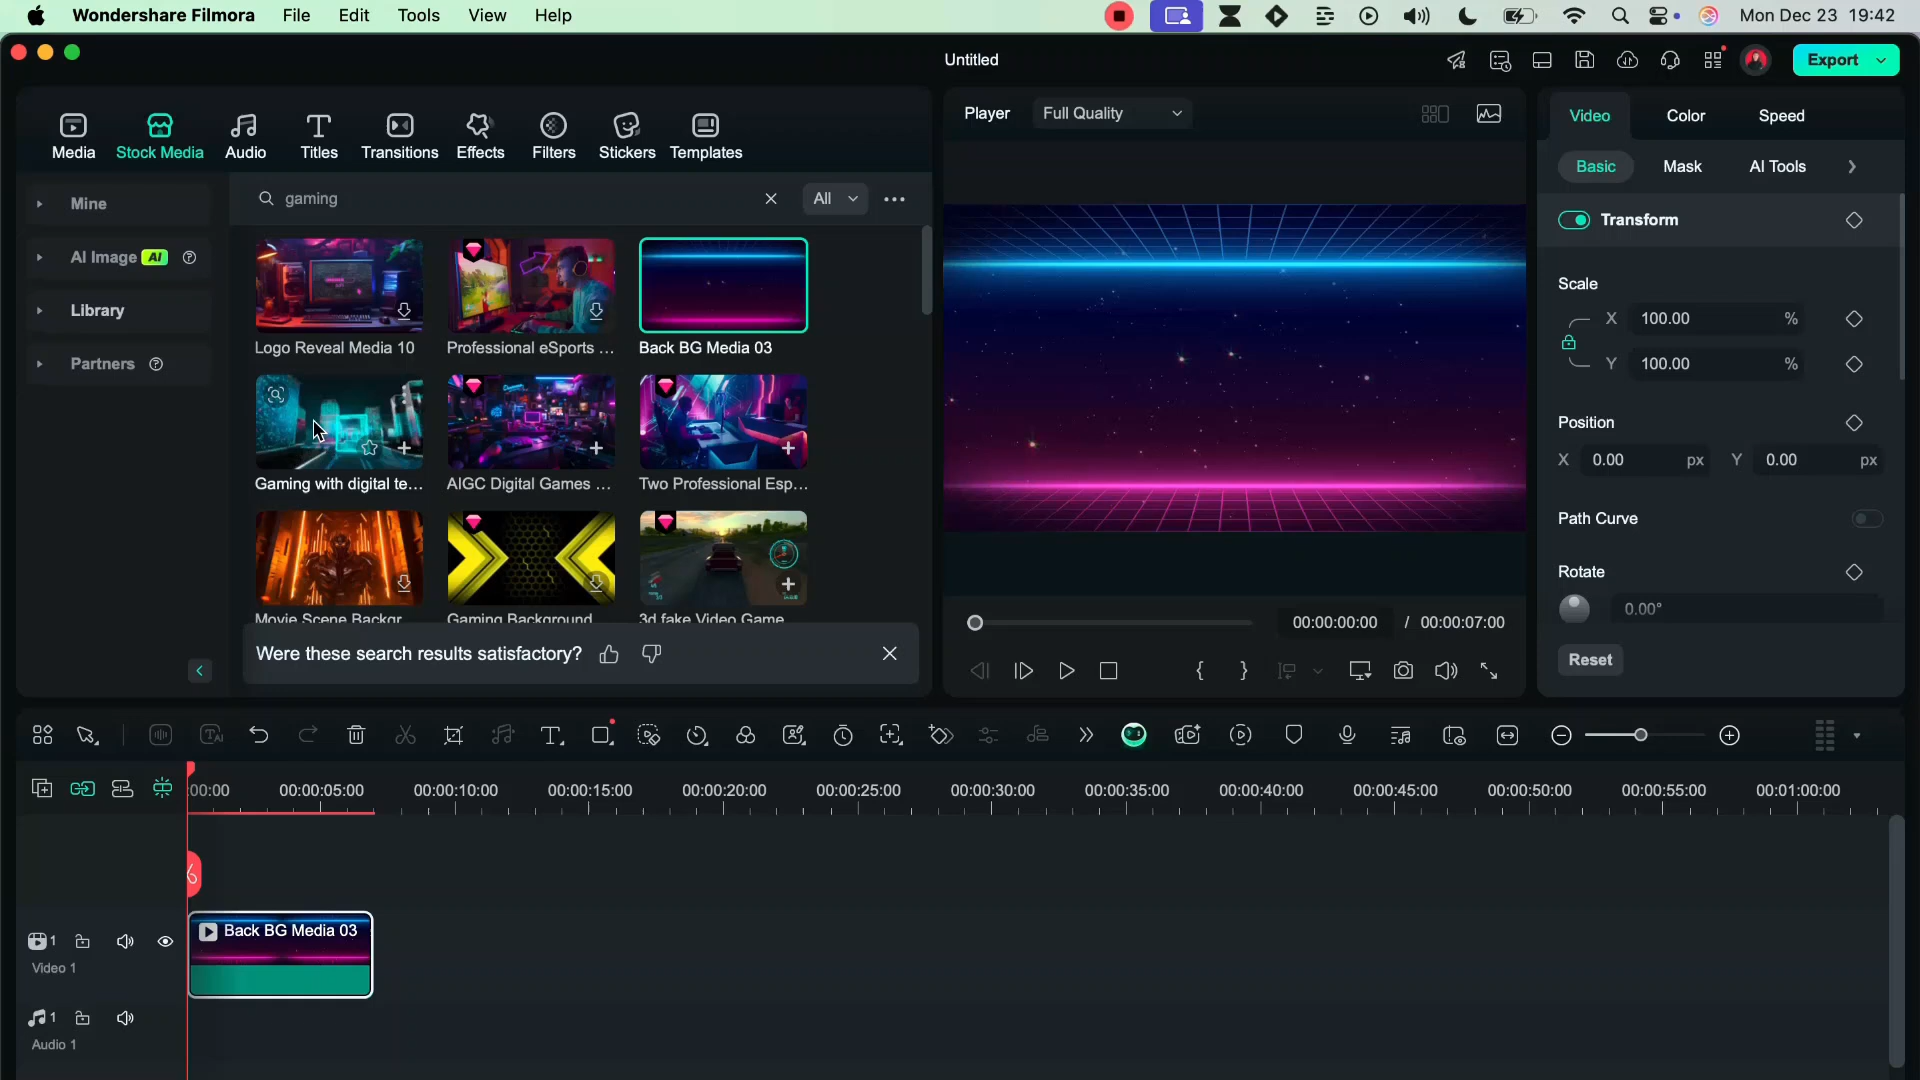 Wondershare Filmora File Edit Tools View Help
Mon Dec 23 19:42
Untitled
Export
Media Stock Media Audio Titles Transitions Effects Filters Stickers Templates
Mine
AI Image AI
Library
Partners
gaming
All
Logo Reveal Media 10
Professional eSports ...
Back BG Media 03
Gaming with digital te...
AIGC Digital Games ...
Two Professional Esp...
Movie Scene Backgr
Gaming Background
3d fake Video Game
Were these search results satisfactory?
Player Full Quality
00:00:00:00 / 00:00:07:00
Video Color Speed
Basic Mask AI Tools
Transform
Scale
X 100.00 %
Y 100.00 %
Position
X 0.00 px Y 0.00 px
Path Curve
Rotate
0.00°
Reset
:00:00 00:00:05:00 00:00:10:00 00:00:15:00 00:00:20:00 00:00:25:00 00:00:30:00 00:00:35:00 00:00:40:00 00:00:45:00 00:00:50:00 00:00:55:00 00:01:00:00
Back BG Media 03
1
Video 1
1
Audio 1